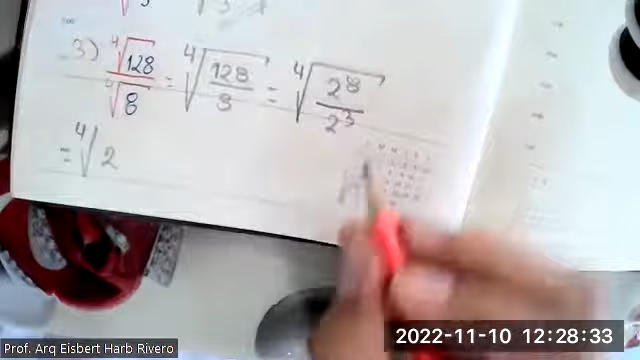 3) ⁴√128 / ⁴√8 = ⁴√(128/8) = ⁴√(2⁸/2³)
= ⁴√2
Prof. Arq Eisbert Harb Rivero
2022-11-10 12:28:33